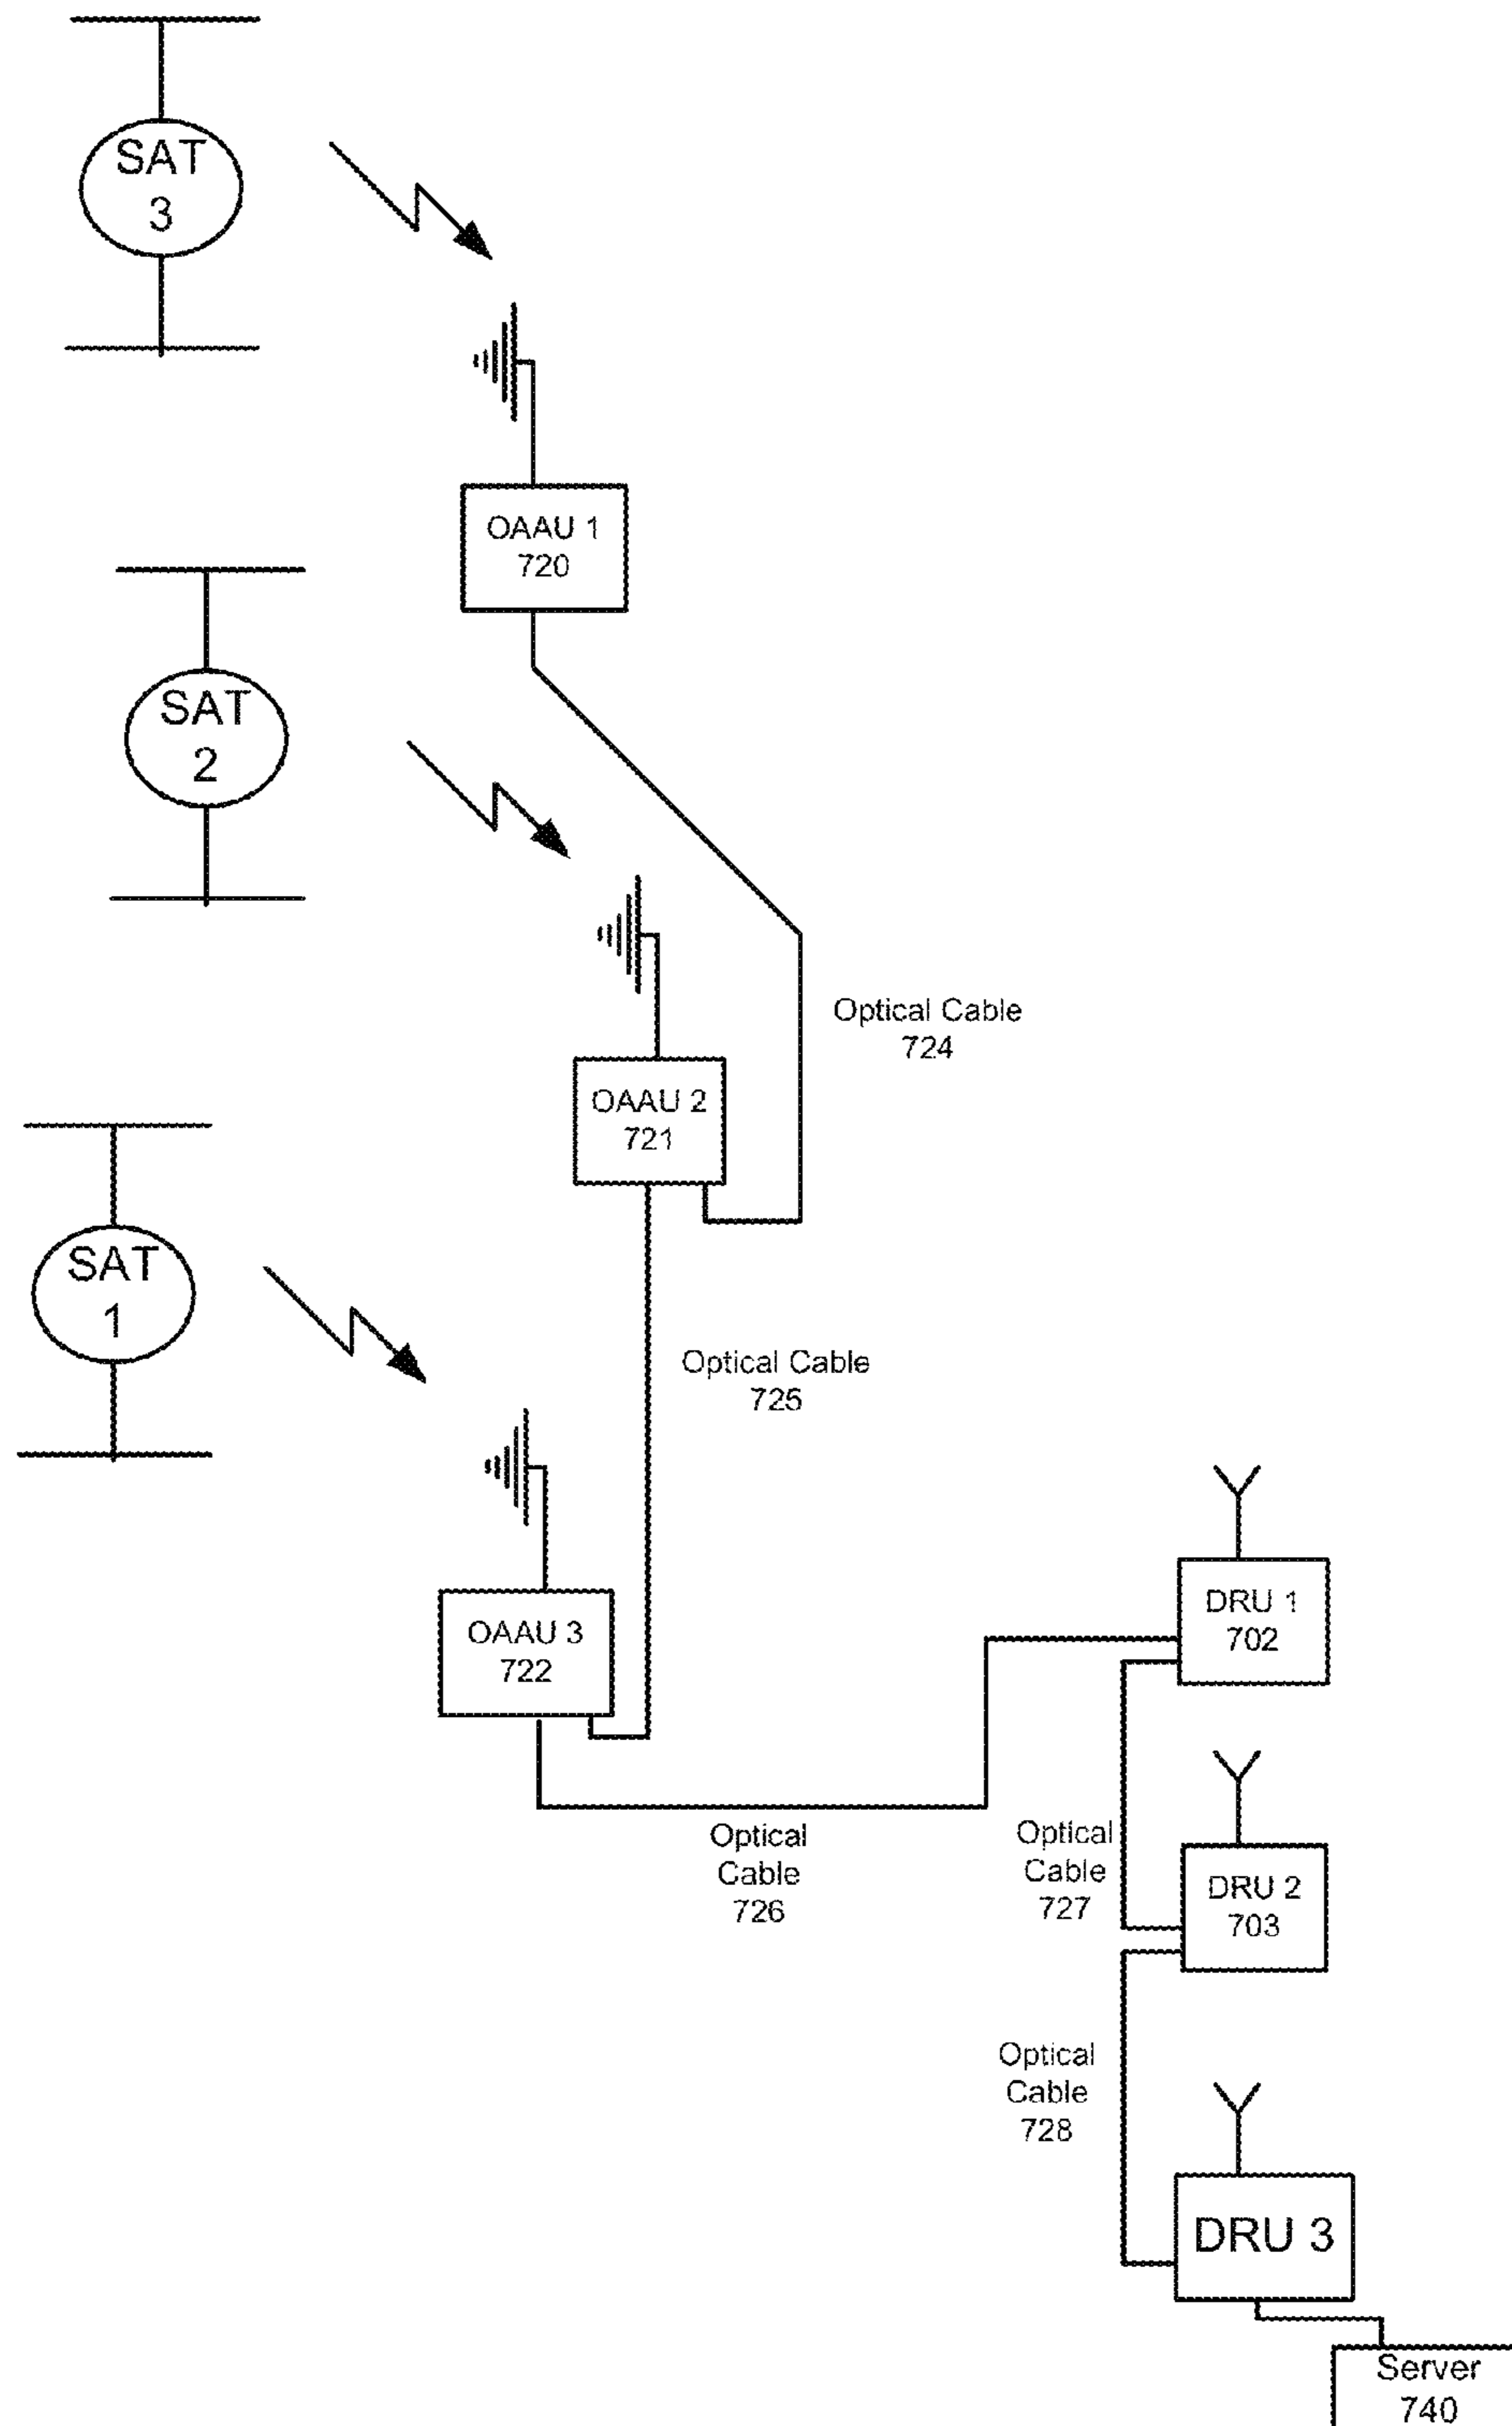 SAT
3
OAAU 1
720
SAT
2
Optical Cable
724
OAAU 2
721
SAT
1
Optical Cable
725
OAAU 3
722
DRU 1
702
Optical
Cable
726
Optical
Cable
727
DRU 2
703
Optical
Cable
728
DRU 3
Server
740